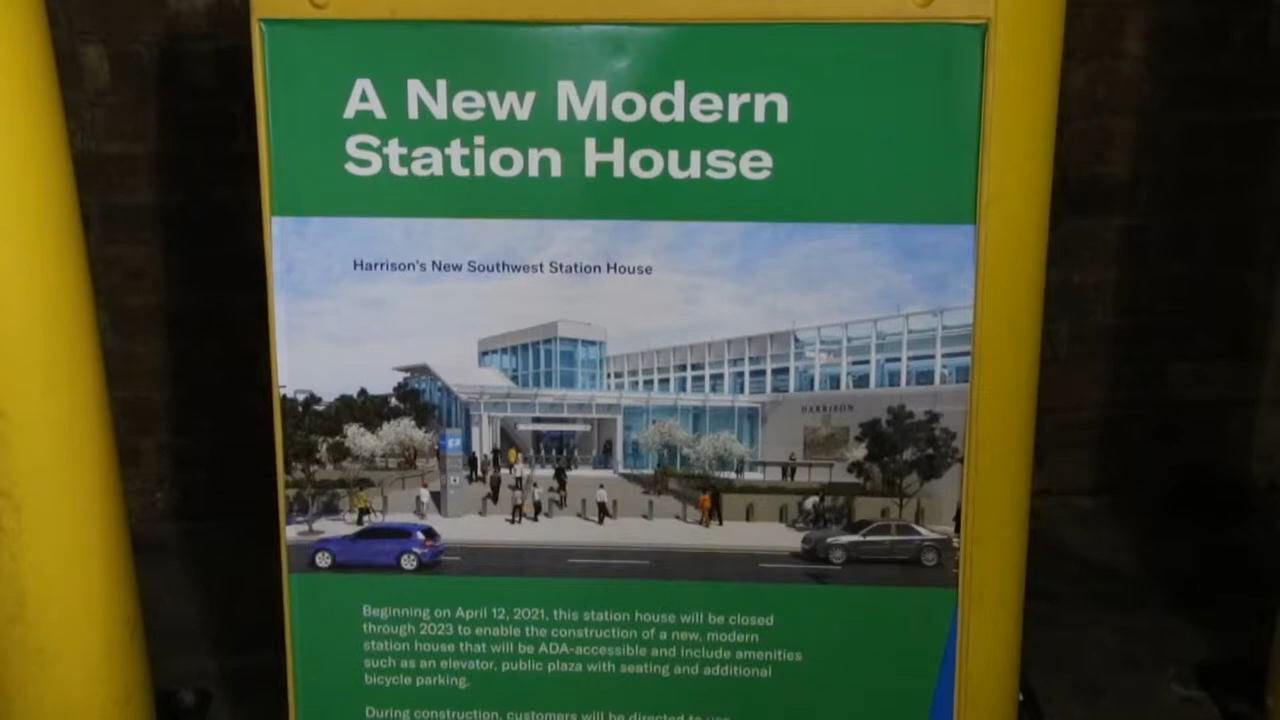 A New Modern
Station House
Harrison's New Southwest Station House
HARRISON
Beginning on April 12, 2021, this station house will be closed
through 2023 to enable the construction of a new, modern
station house that will be ADA-accessible and include amenities
such as an elevator, public plaza with seating and additional
bicycle parking.
During construction, customers will be directed to use